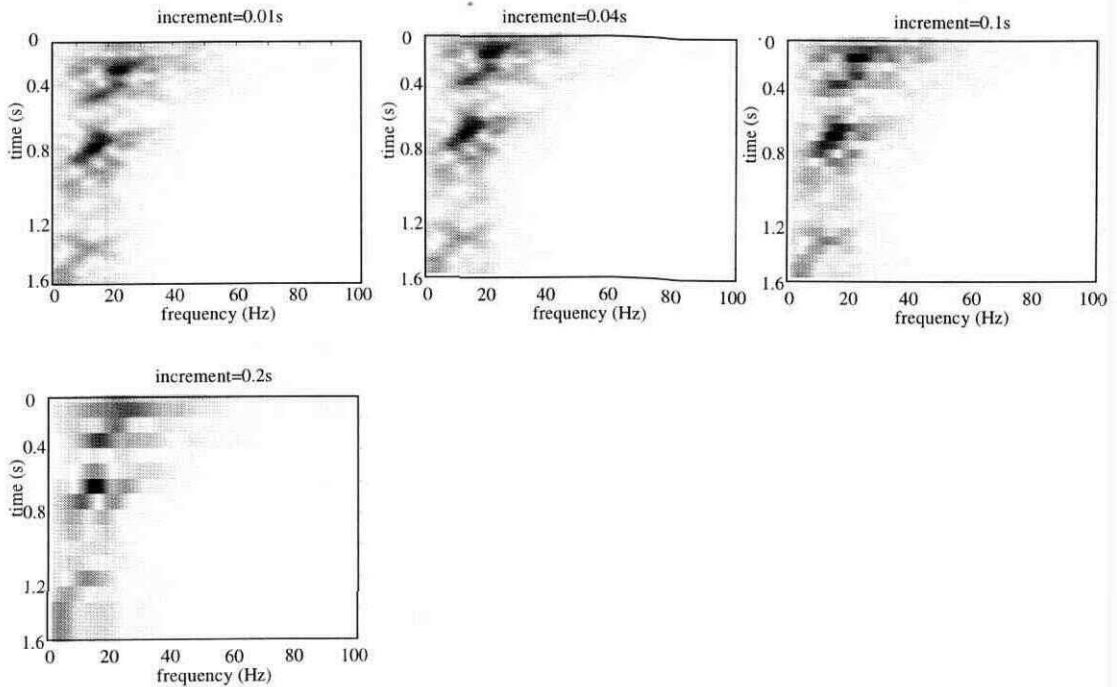 increment=0.01s
0
0.4
0.8
1.2
1.6
time (s)
0 20 40 60 80 100
frequency (Hz)
increment=0.04s
0
0.4
0.8
1.2
1.6
time (s)
0 20 40 60 80 100
frequency (Hz)
increment=0.1s
0
0.4
0.8
1.2
1.6
time (s)
0 20 40 60 80 100
frequency (Hz)
increment=0.2s
0
0.4
0.8
1.2
1.6
time (s)
0 20 40 60 80 100
frequency (Hz)